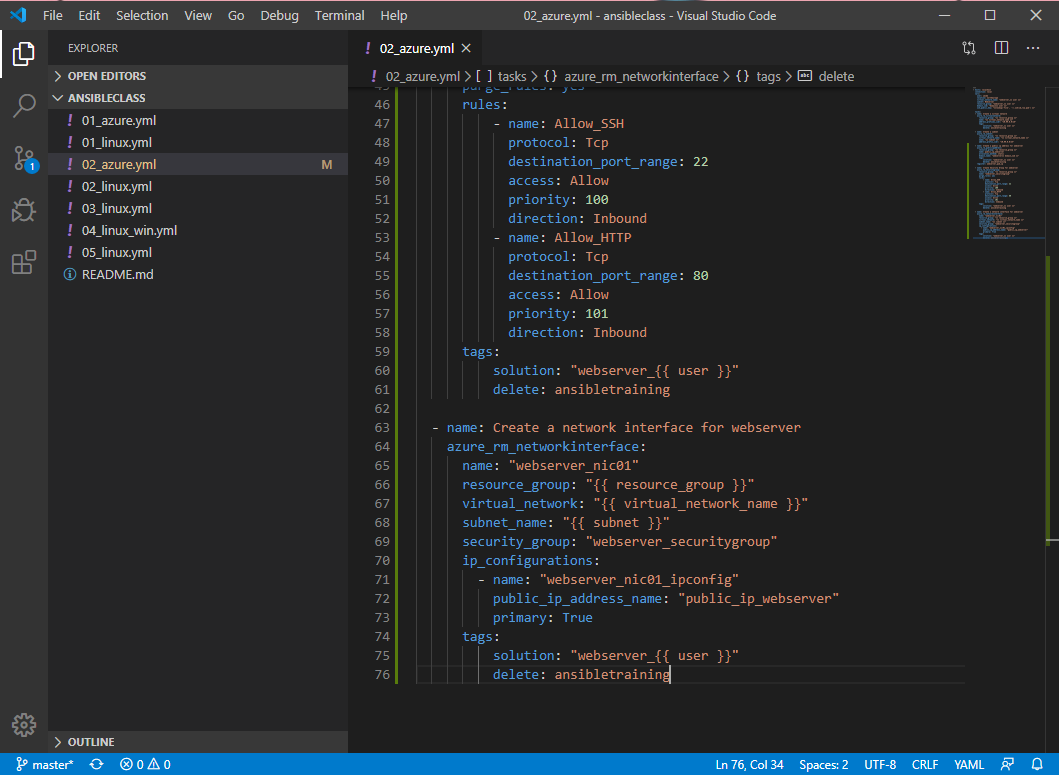 File Edit Selection View Go Debug Terminal Help 02_azure.yml - ansibleclass - Visual Studio Code
EXPLORER
OPEN EDITORS
ANSIBLECLASS
! 01_azure.yml
! 01_linux.yml
! 02_azure.yml M
! 02_linux.yml
! 03_linux.yml
! 04_linux_win.yml
! 05_linux.yml
README.md
OUTLINE
1
! 02_azure.yml
! 02_azure.yml > [ ] tasks > {} azure_rm_networkinterface > {} tags > abc delete
45 purge_rules: yes
46 rules:
47 - name: Allow_SSH
48 protocol: Tcp
49 destination_port_range: 22
50 access: Allow
51 priority: 100
52 direction: Inbound
53 - name: Allow_HTTP
54 protocol: Tcp
55 destination_port_range: 80
56 access: Allow
57 priority: 101
58 direction: Inbound
59 tags:
60 solution: "webserver_{{ user }}"
61 delete: ansibletraining
62
63 - name: Create a network interface for webserver
64 azure_rm_networkinterface:
65 name: "webserver_nic01"
66 resource_group: "{{ resource_group }}"
67 virtual_network: "{{ virtual_network_name }}"
68 subnet_name: "{{ subnet }}"
69 security_group: "webserver_securitygroup"
70 ip_configurations:
71 - name: "webserver_nic01_ipconfig"
72 public_ip_address_name: "public_ip_webserver"
73 primary: True
74 tags:
75 solution: "webserver_{{ user }}"
76 delete: ansibletraining
master* 0 0 Ln 76, Col 34 Spaces: 2 UTF-8 CRLF YAML